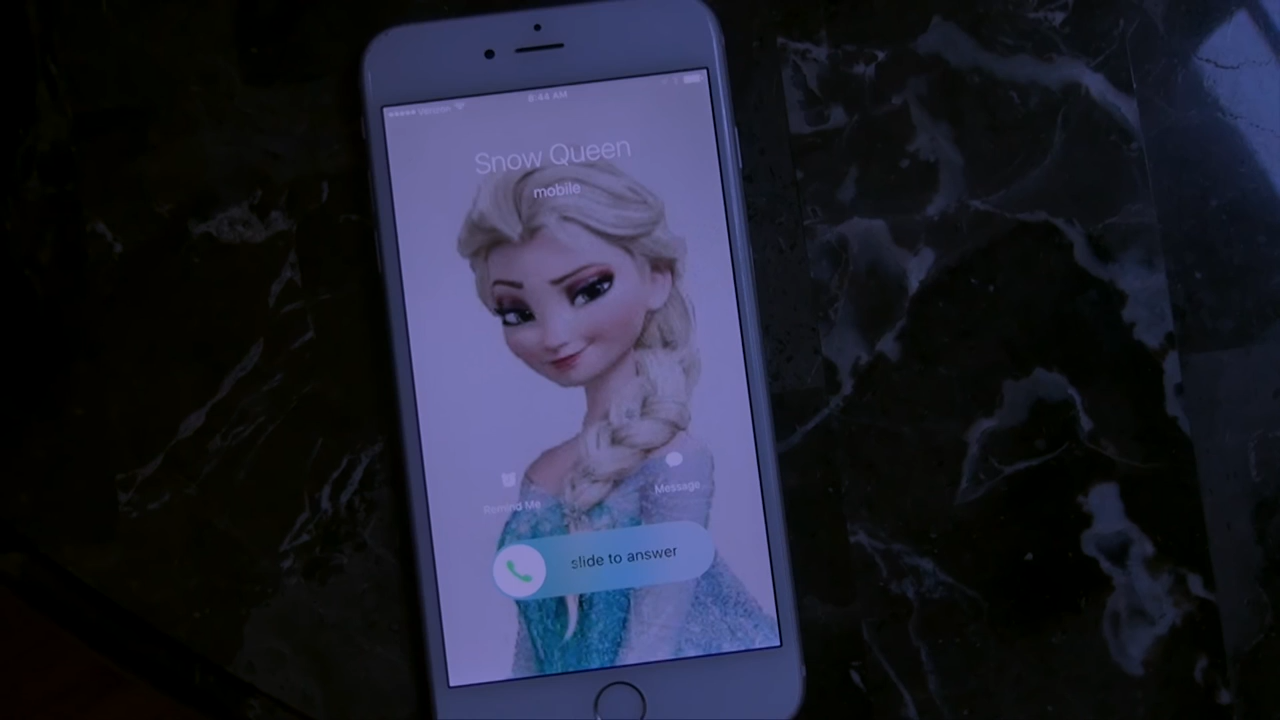 verizon 8:44 AM
Snow Queen
mobile
Remind Me
Message
slide to answer